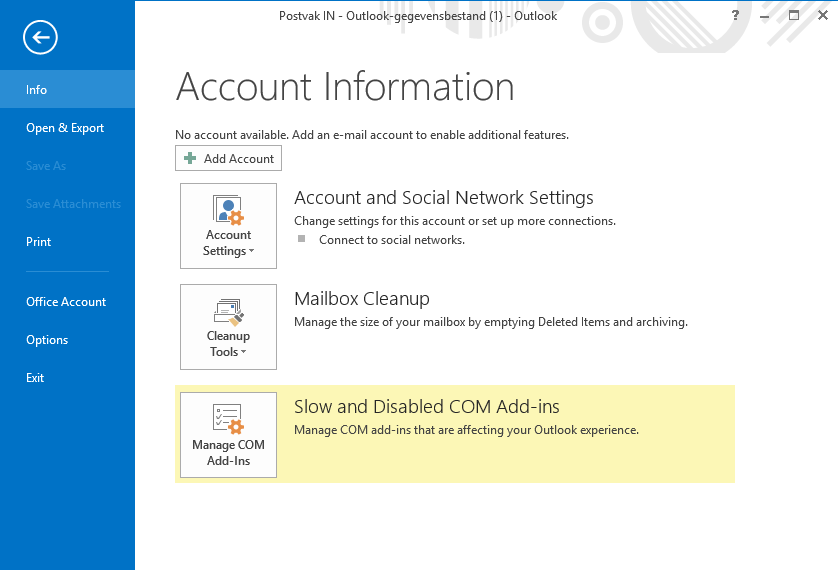 Postvak IN - Outlook-gegevensbestand (1) - Outlook
?
Info
Open & Export
Save As
Save Attachments
Print
Office Account
Options
Exit
Account Information
No account available. Add an e-mail account to enable additional features.
Add Account
Account
Settings
Account and Social Network Settings
Change settings for this account or set up more connections.
Connect to social networks.
Cleanup
Tools
Mailbox Cleanup
Manage the size of your mailbox by emptying Deleted Items and archiving.
Manage COM
Add-Ins
Slow and Disabled COM Add-ins
Manage COM add-ins that are affecting your Outlook experience.